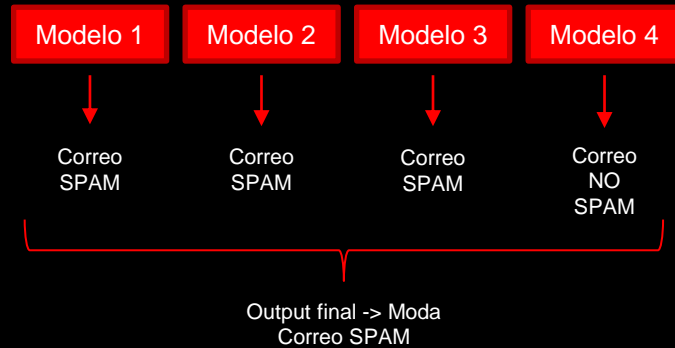 Modelo 1
Modelo 2
Modelo 3
Modelo 4
Correo
SPAM
Correo
SPAM
Correo
SPAM
Correo
NO
SPAM
Output final -> Moda
Correo SPAM